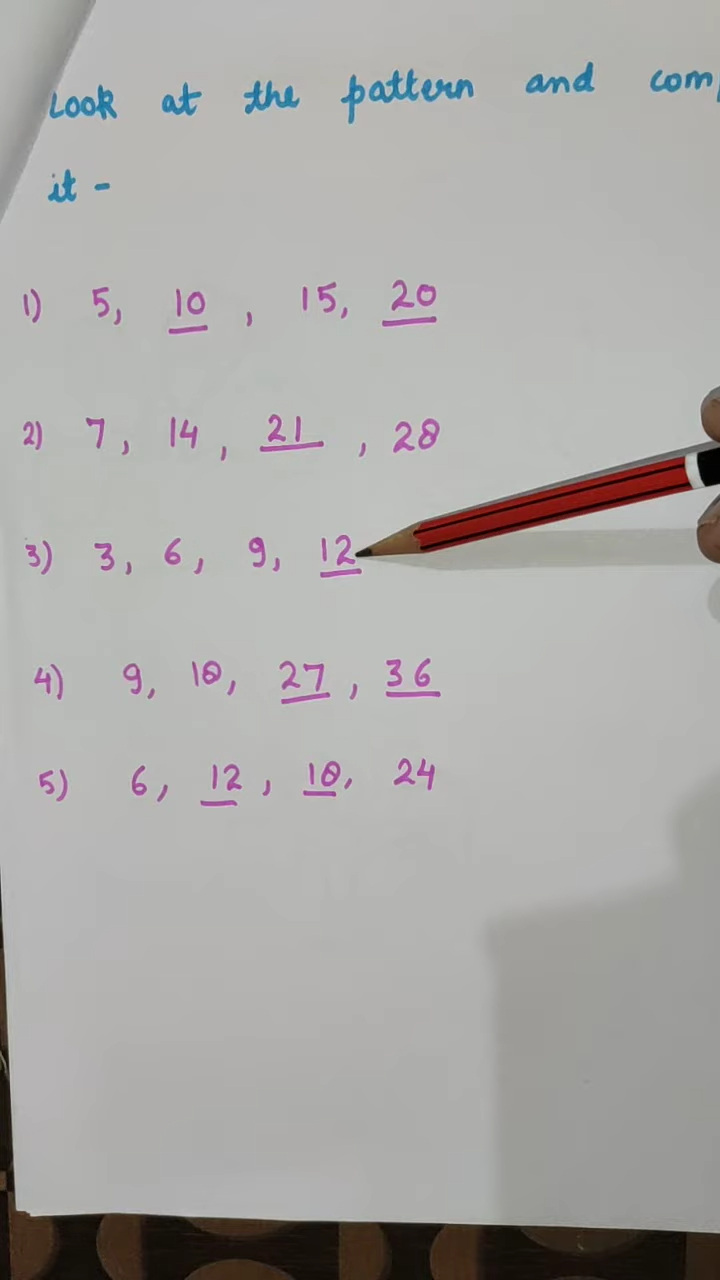 Look at the pattern and com
it -
1) 5, 10, 15, 20
2) 7, 14, 21, 28
3) 3, 6, 9, 12
4) 9, 18, 27, 36
5) 6, 12, 18, 24